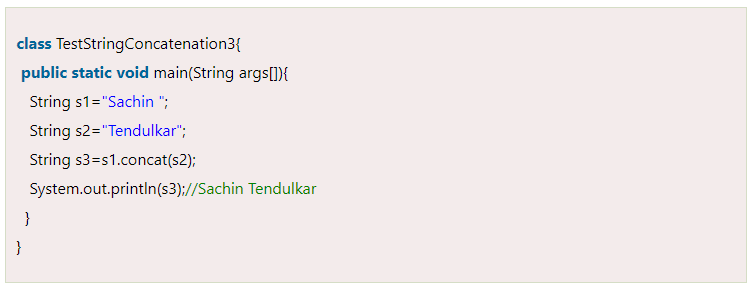 class TestStringConcatenation3{
public static void main(String args[]){
String s1="Sachin ";
String s2="Tendulkar";
String s3=s1.concat(s2);
System.out.println(s3);//Sachin Tendulkar
}
}